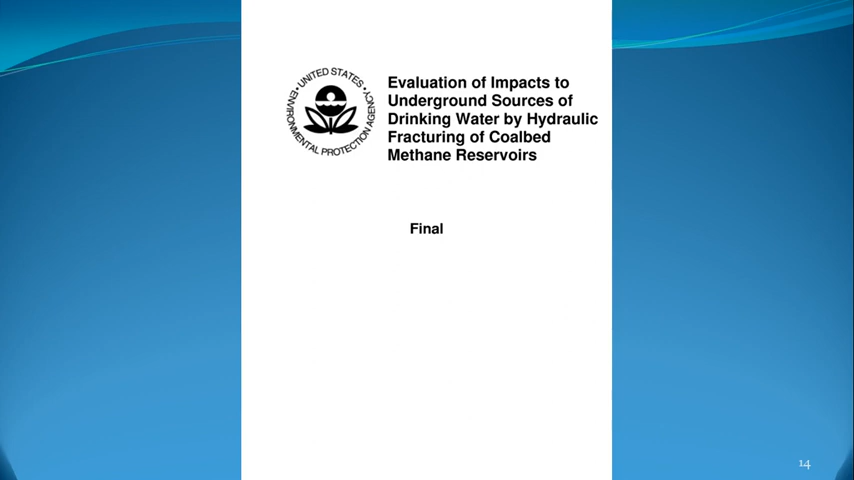 UNITED STATES
ENVIRONMENTAL PROTECTION AGENCY
Evaluation of Impacts to
Underground Sources of
Drinking Water by Hydraulic
Fracturing of Coalbed
Methane Reservoirs
Final
14